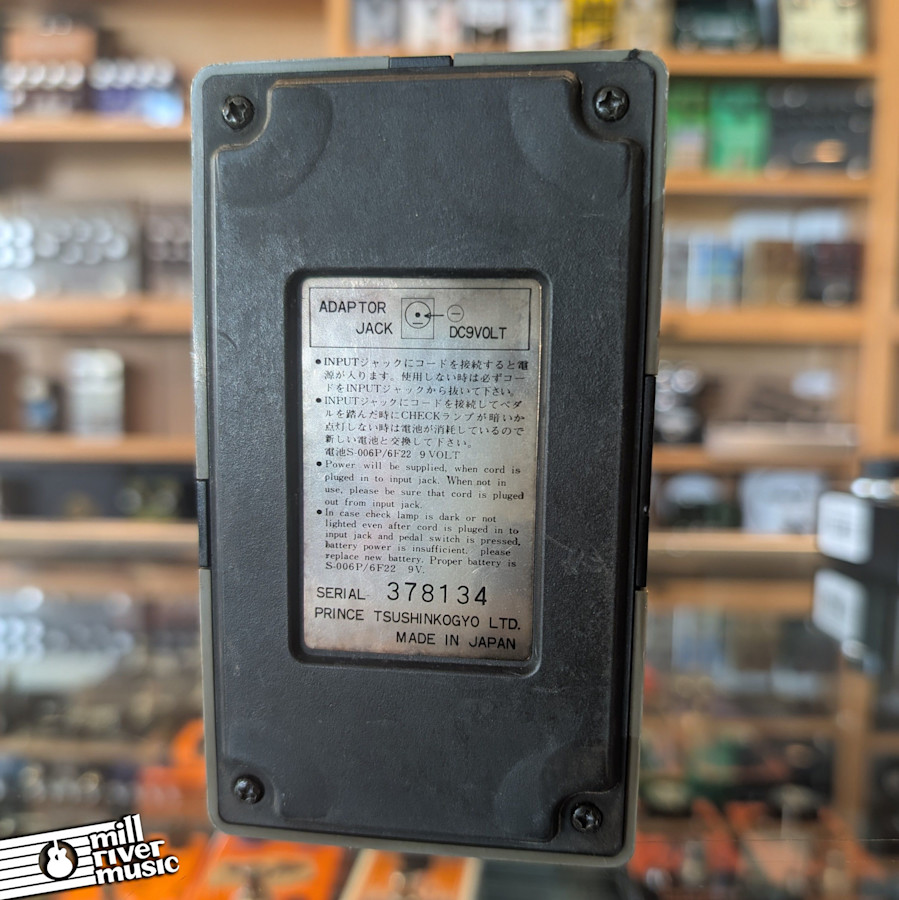 ADAPTOR
JACK DC9VOLT
●INPUTジャックにコードを接続すると電
源が入ります。使用しない時は必ずコー
ドをINPUTジャックから抜いて下さい。
●INPUTジャックにコードを接続してペダ
ルを踏んだ時にCHECKランプが暗いか
点灯しない時は電池が消耗しているので
新しい電池と交換して下さい。
電池S-006P/6F22 9VOLT
●Power will be supplied, when cord is
pluged in to input jack. When not in
use, please be sure that cord is pluged
out from input jack.
●In case check lamp is dark or not
lighted even after cord is pluged in to
input jack and pedal switch is pressed,
battery power is insufficient. please
replace new battery. Proper battery is
S-006P/6F22 9V.
SERIAL 378134
PRINCE TSUSHINKOGYO LTD.
MADE IN JAPAN
mill
river
music